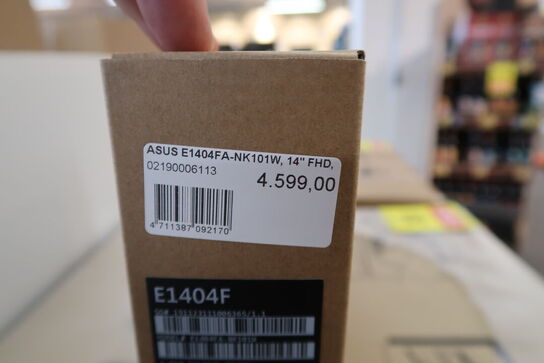 ASUS E1404FA-NK101W, 14" FHD,
02190006113
4.599,00
4 711387 092170
E1404F